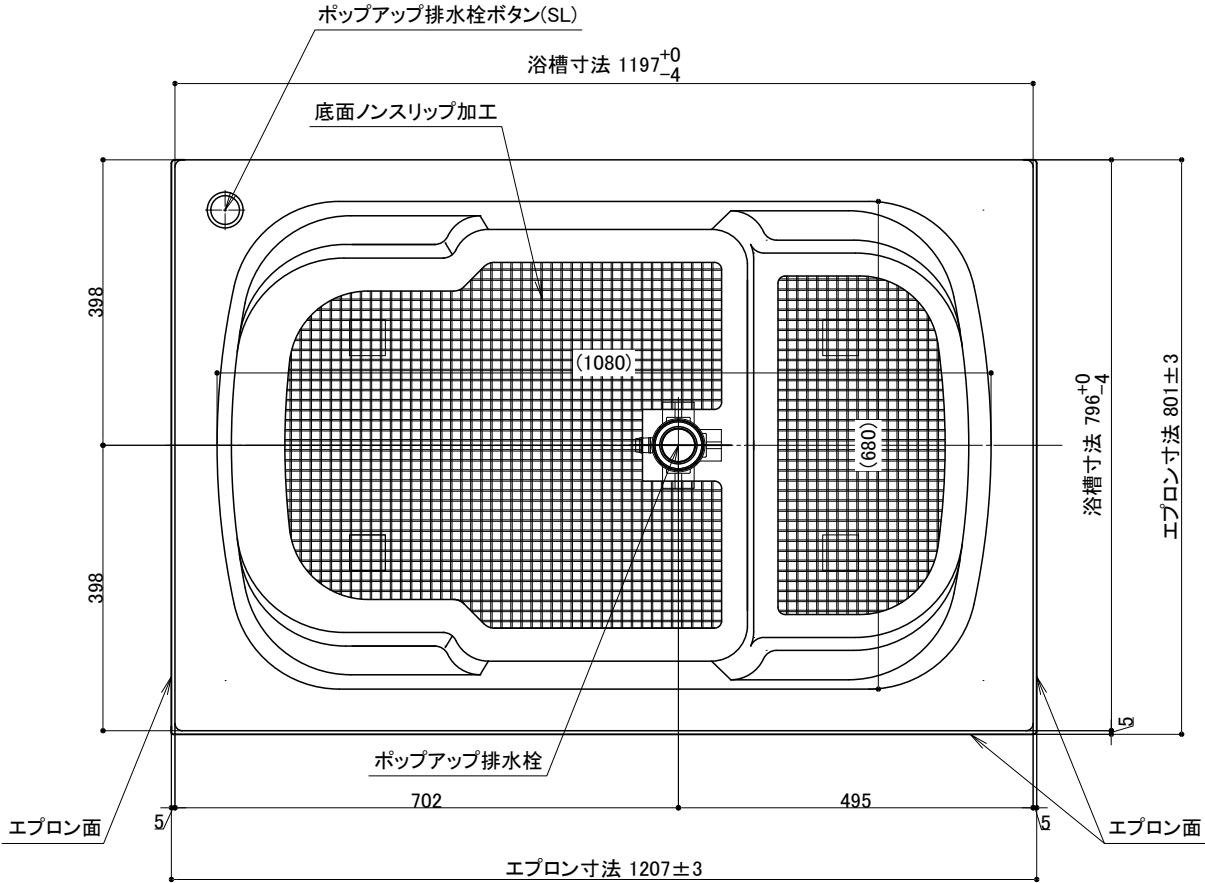 ポップアップ排水栓ボタン(SL)
浴槽寸法 1197+0-4
底面ノンスリップ加工
398
(1080)
(680)
浴槽寸法 796+0-4
エプロン寸法 801±3
398
5
ポップアップ排水栓
702
495
5
5
エプロン面
エプロン面
エプロン寸法 1207±3